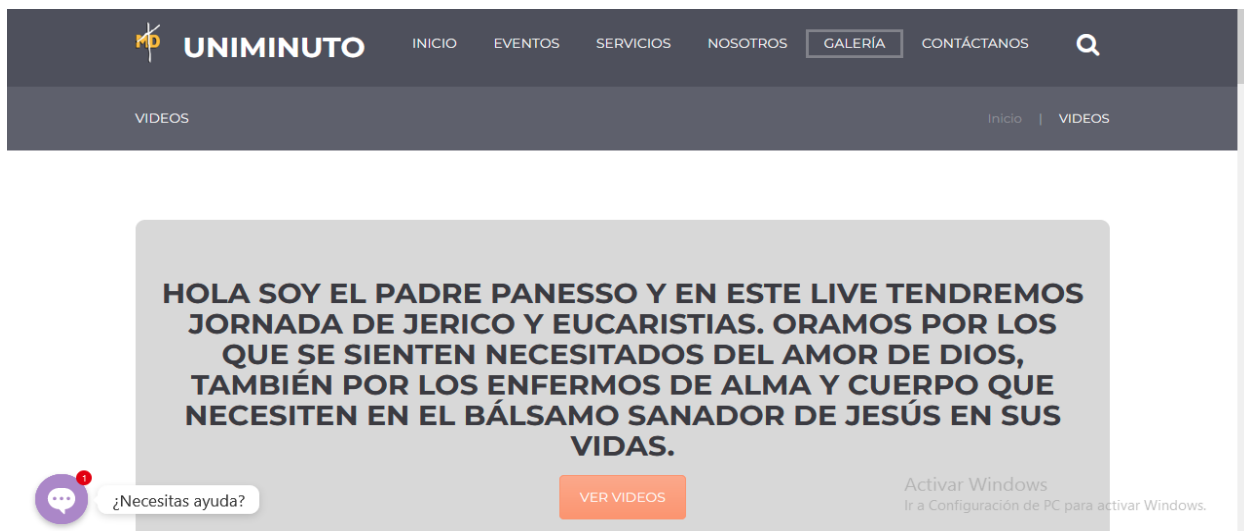 MD UNIMINUTO INICIO EVENTOS SERVICIOS NOSOTROS GALERÍA CONTÁCTANOS
VIDEOS Inicio | VIDEOS
HOLA SOY EL PADRE PANESSO Y EN ESTE LIVE TENDREMOS
JORNADA DE JERICO Y EUCARISTIAS. ORAMOS POR LOS
QUE SE SIENTEN NECESITADOS DEL AMOR DE DIOS,
TAMBIÉN POR LOS ENFERMOS DE ALMA Y CUERPO QUE
NECESITEN EN EL BÁLSAMO SANADOR DE JESÚS EN SUS
VIDAS.
VER VIDEOS
1
¿Necesitas ayuda?
Activar Windows
Ir a Configuración de PC para activar Windows.